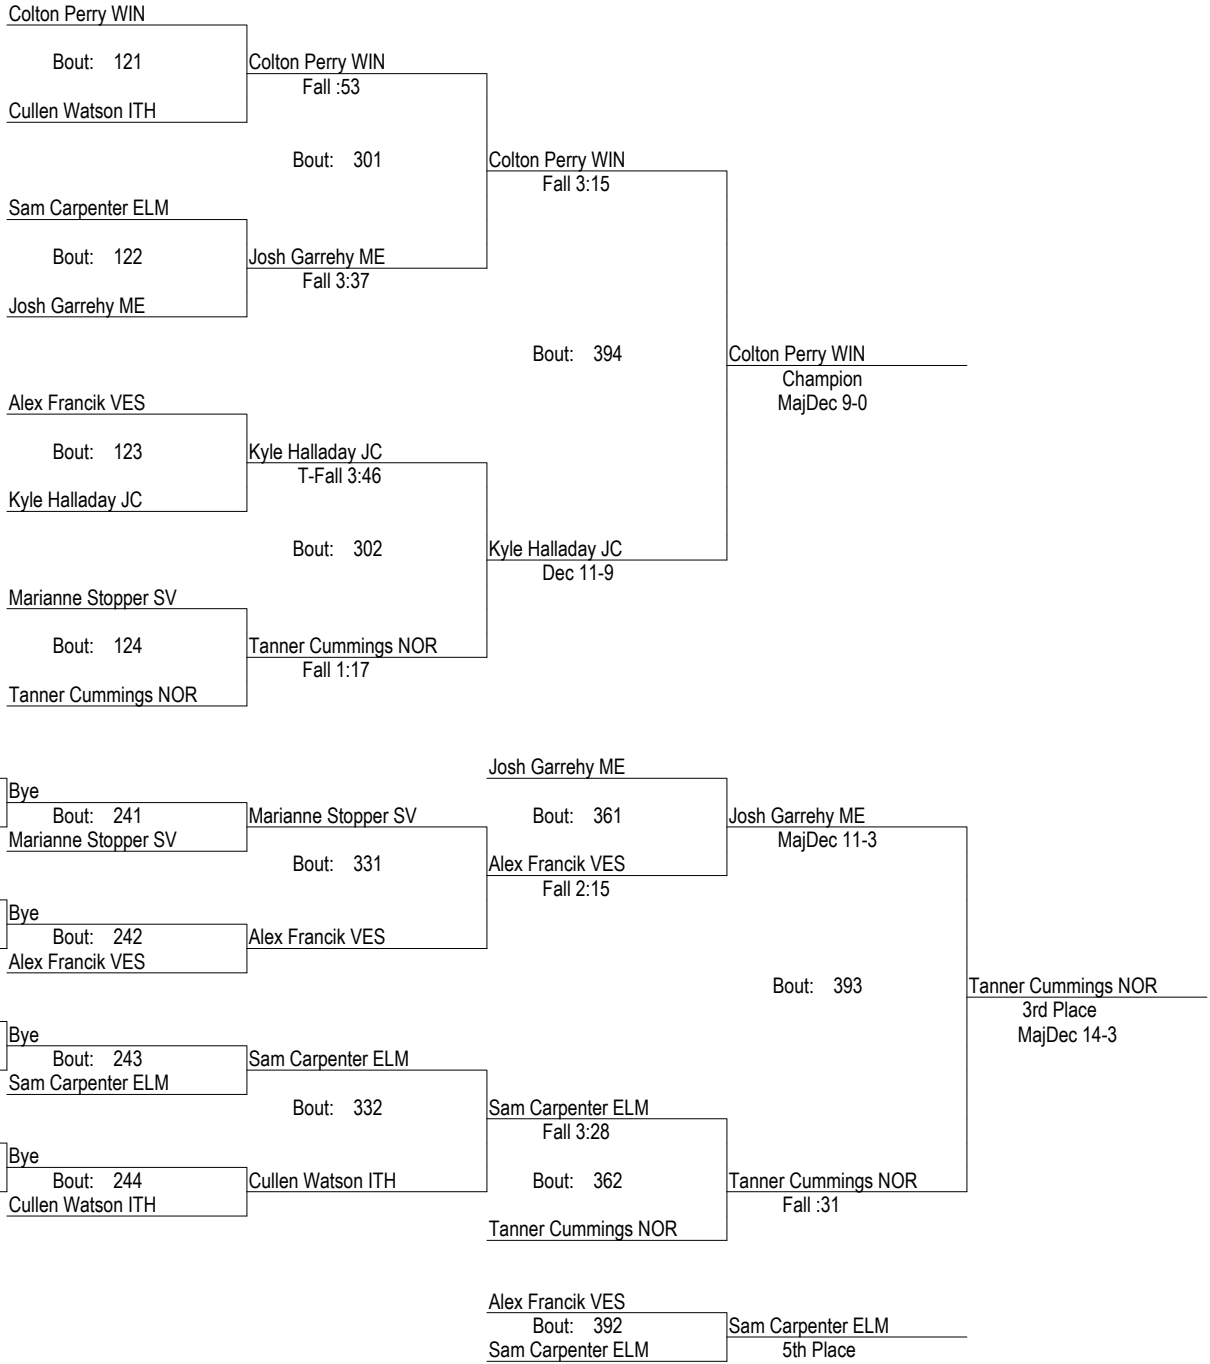 Colton Perry WIN
Bout: 121
Colton Perry WIN
Fall :53
Cullen Watson ITH
Bout: 301
Colton Perry WIN
Fall 3:15
Sam Carpenter ELM
Bout: 122
Josh Garrehy ME
Fall 3:37
Josh Garrehy ME
Bout: 394
Colton Perry WIN
Champion
MajDec 9-0
Alex Francik VES
Bout: 123
Kyle Halladay JC
T-Fall 3:46
Kyle Halladay JC
Bout: 302
Kyle Halladay JC
Dec 11-9
Marianne Stopper SV
Bout: 124
Tanner Cummings NOR
Fall 1:17
Tanner Cummings NOR
Josh Garrehy ME
Bye
Bout: 241
Marianne Stopper SV
Bout: 361
Josh Garrehy ME
Marianne Stopper SV
MajDec 11-3
Bout: 331
Alex Francik VES
Fall 2:15
Bye
Bout: 242
Alex Francik VES
Alex Francik VES
Bout: 393
Tanner Cummings NOR
3rd Place
MajDec 14-3
Bye
Bout: 243
Sam Carpenter ELM
Sam Carpenter ELM
Bout: 332
Sam Carpenter ELM
Fall 3:28
Bye
Bout: 244
Cullen Watson ITH
Bout: 362
Tanner Cummings NOR
Cullen Watson ITH
Fall :31
Tanner Cummings NOR
Alex Francik VES
Bout: 392
Sam Carpenter ELM
Sam Carpenter ELM
5th Place